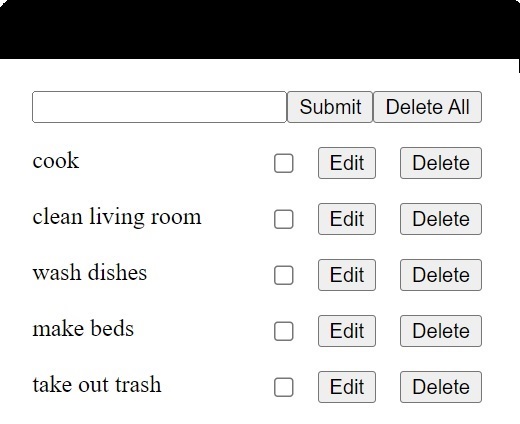 Submit Delete All
cook Edit Delete
clean living room Edit Delete
wash dishes Edit Delete
make beds Edit Delete
take out trash Edit Delete